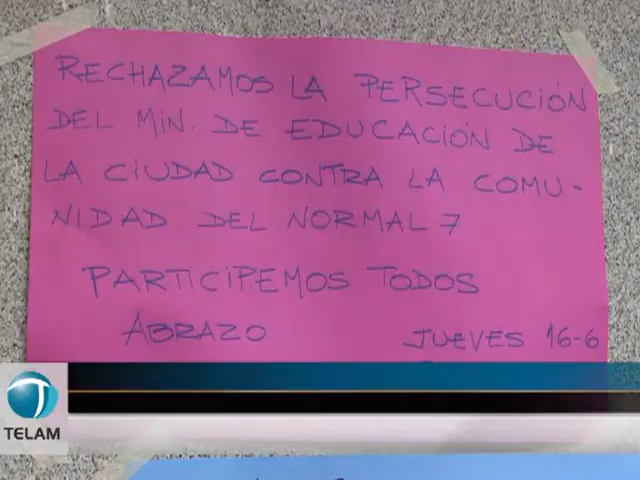 RECHAZAMOS LA PERSECUCIÓN
DEL MIN. DE EDUCACIÓN DE
LA CIUDAD CONTRA LA COMU-
NIDAD DEL NORMAL 7
PARTICIPEMOS TODOS
ABRAZO JUEVES 16-6
TELAM